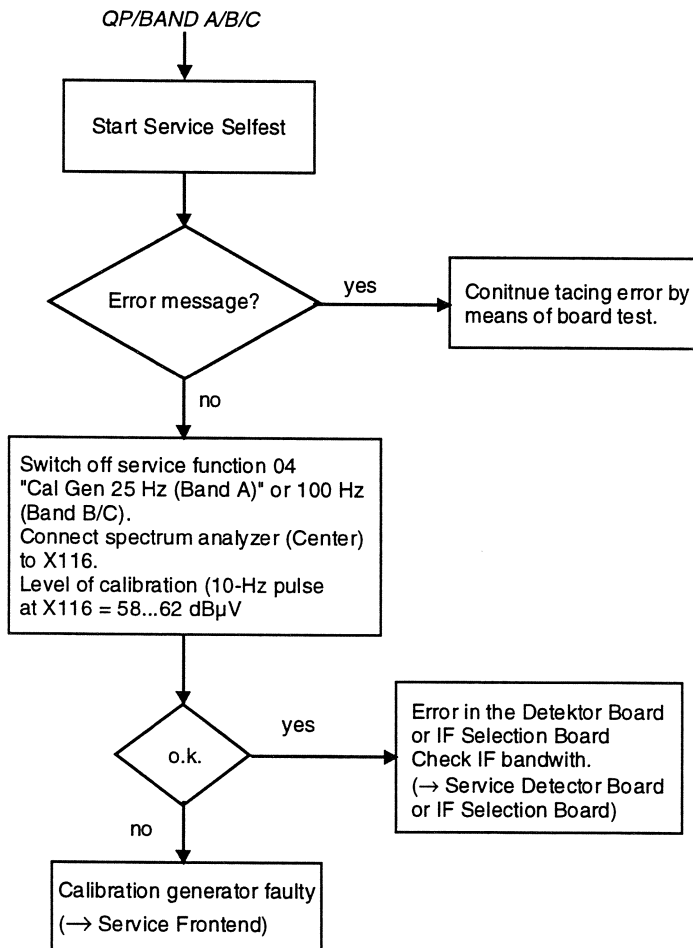 QP/BAND A/B/C
Start Service Selfest
Error message?
yes
Conitnue tacing error by
means of board test.
no
Switch off service function 04
"Cal Gen 25 Hz (Band A)" or 100 Hz
(Band B/C).
Connect spectrum analyzer (Center)
to X116.
Level of calibration (10-Hz pulse
at X116 = 58...62 dBµV
o.k.
yes
Error in the Detektor Board
or IF Selection Board
Check IF bandwith.
(→ Service Detector Board
or IF Selection Board)
no
Calibration generator faulty
(→ Service Frontend)